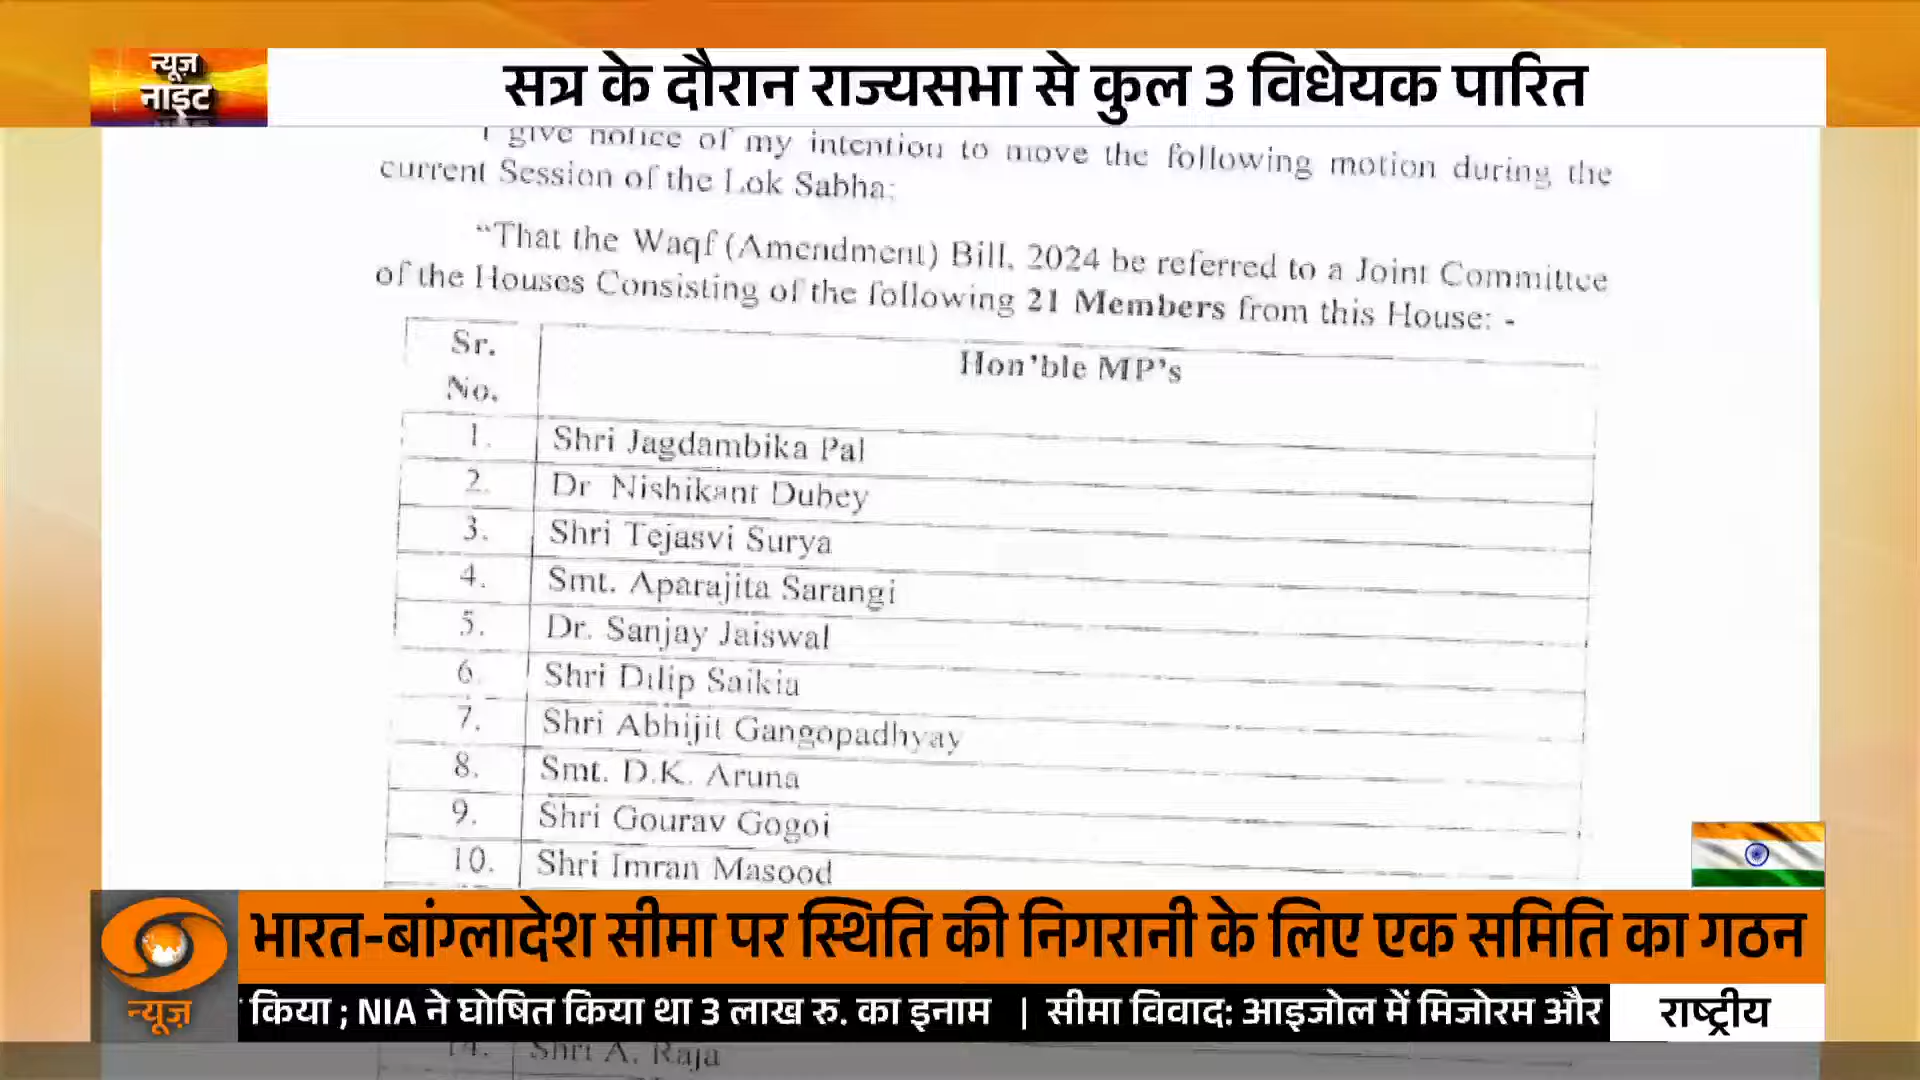 न्यूज़
नाइट
सत्र के दौरान राज्यसभा से कुल 3 विधेयक पारित
I give notice of my intention to move the following motion during the
current Session of the Lok Sabha:
“That the Waqf (Amendment) Bill, 2024 be referred to a Joint Committee
of the Houses Consisting of the following 21 Members from this House: -
Sr. No. Hon’ble MP’s
1. Shri Jagdambika Pal
2. Dr Nishikant Dubey
3. Shri Tejasvi Surya
4. Smt. Aparajita Sarangi
5. Dr. Sanjay Jaiswal
6. Shri Dilip Saikia
7. Shri Abhijit Gangopadhyay
8. Smt. D.K. Aruna
9. Shri Gourav Gogoi
10. Shri Imran Masood
भारत-बांग्लादेश सीमा पर स्थिति की निगरानी के लिए एक समिति का गठन
न्यूज़
किया ; NIA ने घोषित किया था 3 लाख रु. का इनाम | सीमा विवाद: आइजोल में मिजोरम और
राष्ट्रीय
14. Shri A. Raja